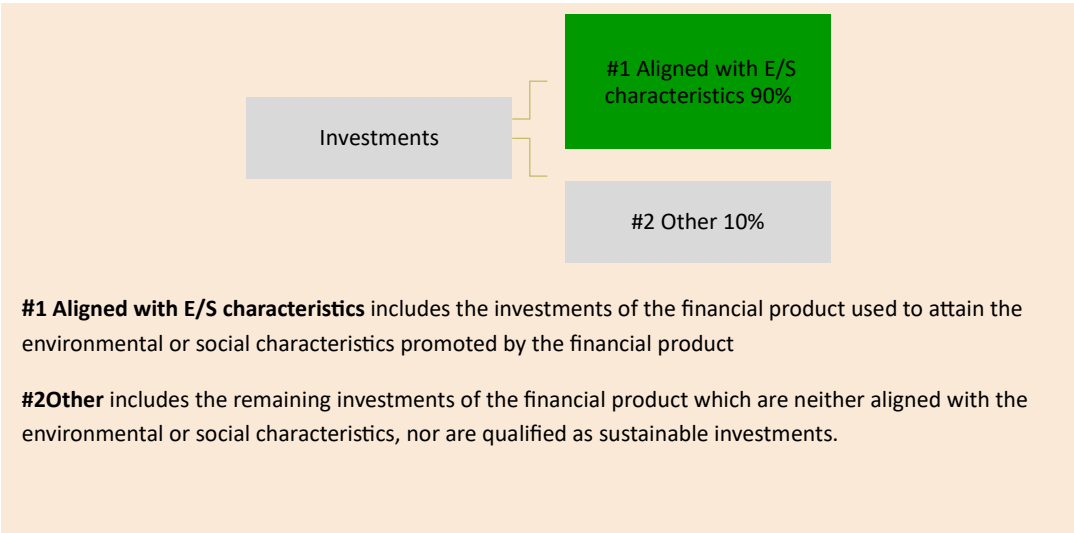 #1 Aligned with E/S
characteristics 90%
Investments
#2 Other 10%
#1 Aligned with E/S characteristics includes the investments of the financial product used to attain the
environmental or social characteristics promoted by the financial product
#2Other includes the remaining investments of the financial product which are neither aligned with the
environmental or social characteristics, nor are qualified as sustainable investments.